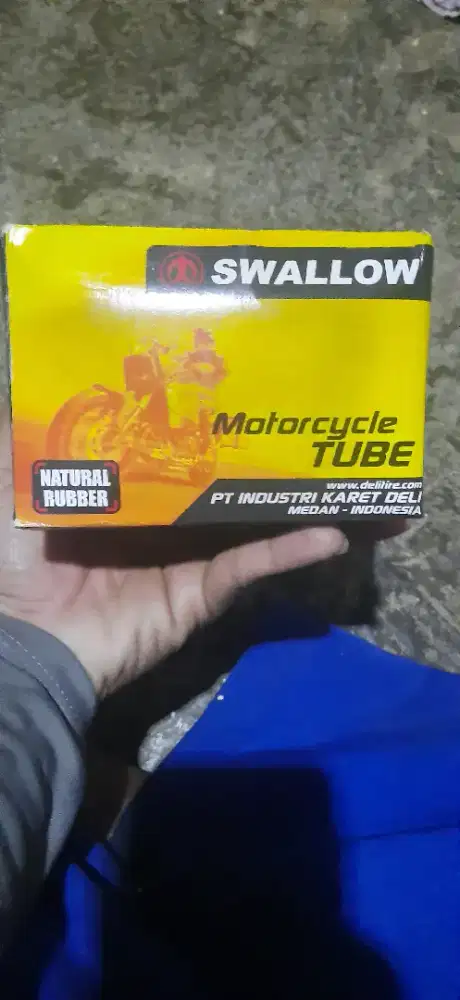 SWALLOW
Motorcycle
TUBE
NATURAL
RUBBER
www.delitire.com
PT INDUSTRI KARET DELI
MEDAN - INDONESIA